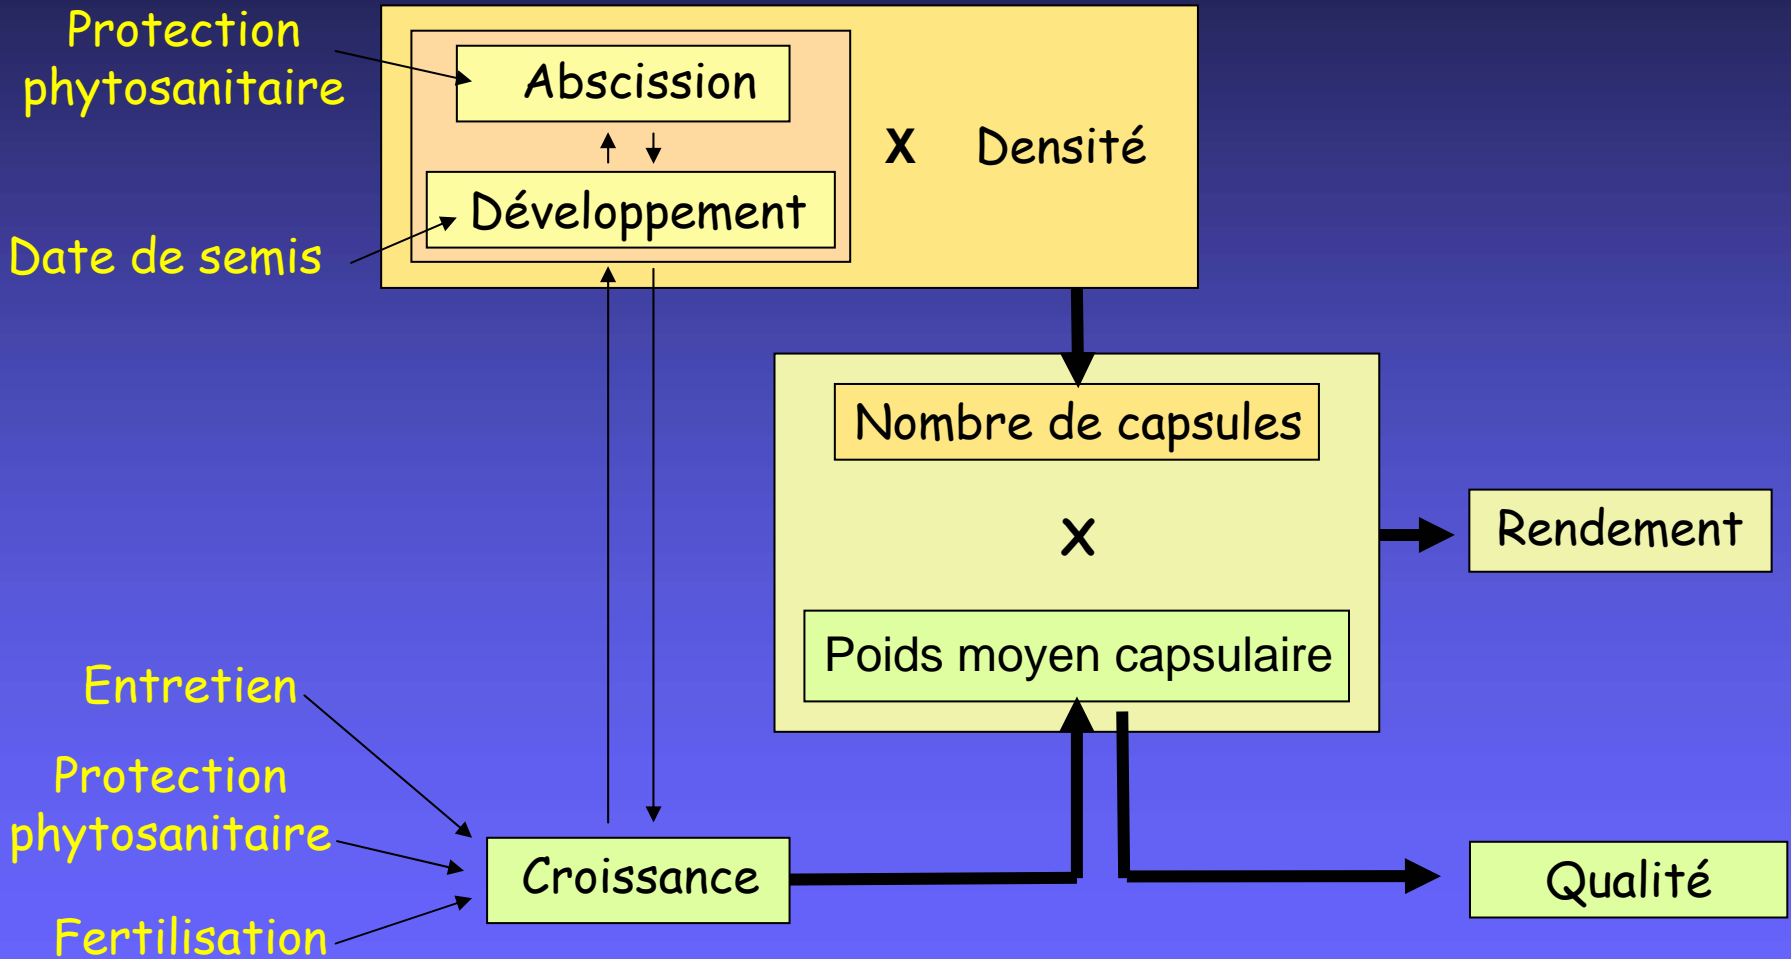 Protection
phytosanitaire
Abscission
X Densité
Développement
Date de semis
Nombre de capsules
X
Rendement
Poids moyen capsulaire
Entretien
Protection
phytosanitaire
Croissance
Qualité
Fertilisation